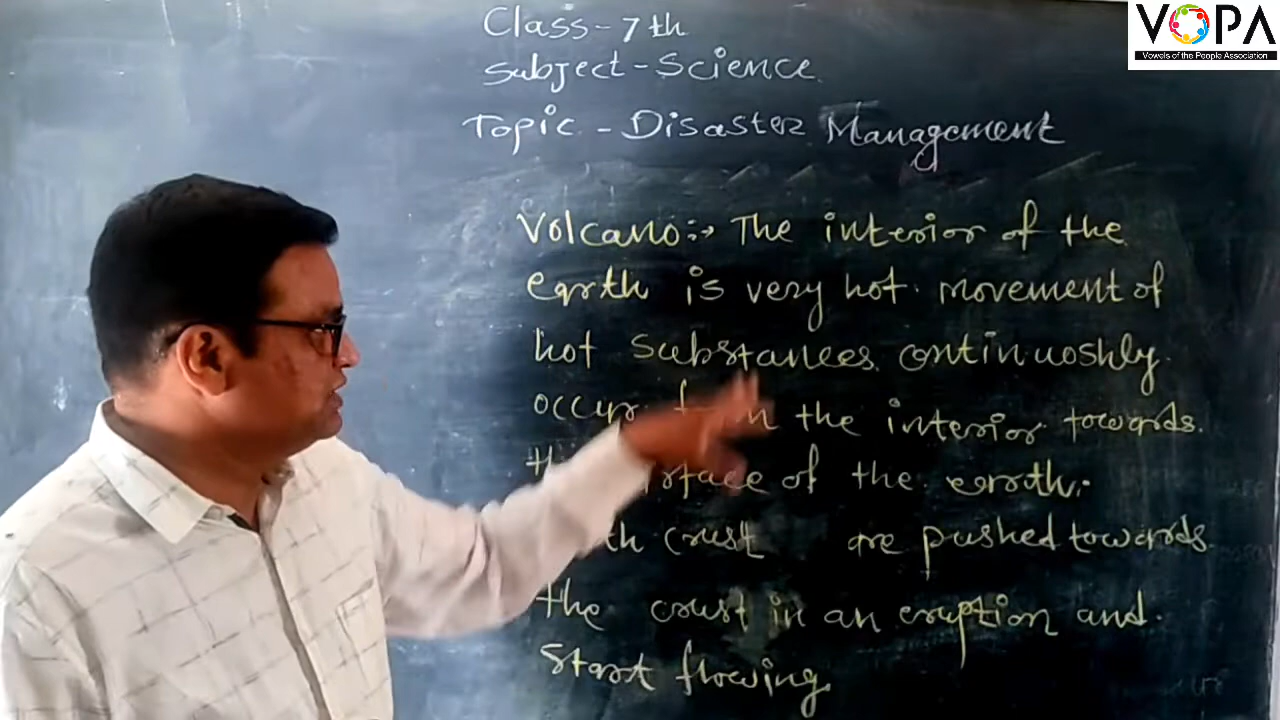 VOPA
Vowels of the People Association
Class-7th
Subject-Science
Topic - Disaster Management
Volcano:→ The interior of the
earth is very hot. movement of
hot substances continuoshly
occur the interior towards.
of the earth.
crust are pushed towards
the crust in an eruption and
start flowing